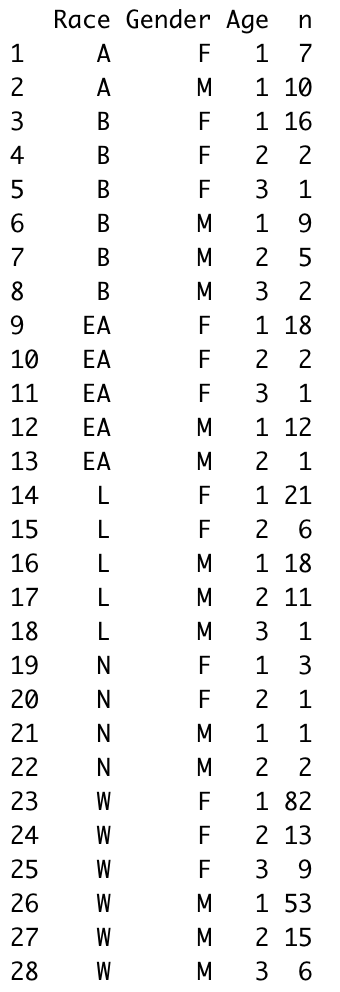 Race Gender Age n
1 A F 1 7
2 A M 1 10
3 B F 1 16
4 B F 2 2
5 B F 3 1
6 B M 1 9
7 B M 2 5
8 B M 3 2
9 EA F 1 18
10 EA F 2 2
11 EA F 3 1
12 EA M 1 12
13 EA M 2 1
14 L F 1 21
15 L F 2 6
16 L M 1 18
17 L M 2 11
18 L M 3 1
19 N F 1 3
20 N F 2 1
21 N M 1 1
22 N M 2 2
23 W F 1 82
24 W F 2 13
25 W F 3 9
26 W M 1 53
27 W M 2 15
28 W M 3 6